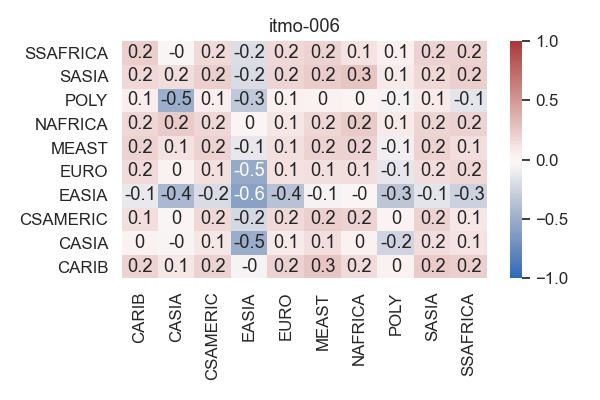 itmo-006
SSAFRICA 0.2 -0 0.2 -0.2 0.2 0.2 0.1 0.1 0.2 0.2
SASIA 0.2 0.2 0.2 -0.2 0.2 0.2 0.3 0.1 0.2 0.2
POLY 0.1 -0.5 0.1 -0.3 0.1 0 0 -0.1 0.1 -0.1
NAFRICA 0.2 0.2 0.2 0 0.1 0.2 0.2 0.1 0.2 0.2
MEAST 0.2 0.1 0.2 -0.1 0.1 0.2 0.2 -0.1 0.2 0.1
EURO 0.2 0 0.1 -0.5 0.1 0.1 0.1 -0.1 0.2 0.2
EASIA -0.1 -0.4 -0.2 -0.6 -0.4 -0.1 -0 -0.3 -0.1 -0.3
CSAMERIC 0.1 0 0.2 -0.2 0.2 0.2 0.2 0 0.2 0.1
CASIA 0 -0 0.1 -0.5 0.1 0.1 0 -0.2 0.2 0.1
CARIB 0.2 0.1 0.2 -0 0.2 0.3 0.2 0 0.2 0.2
CARIB CASIA CSAMERIC EASIA EURO MEAST NAFRICA POLY SASIA SSAFRICA
1.0
0.5
0.0
−0.5
−1.0